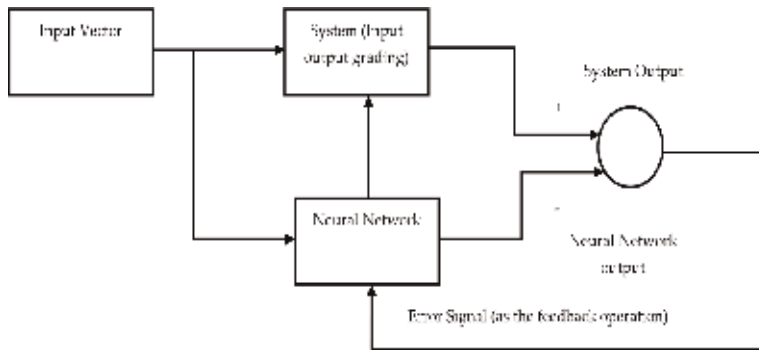 Input Vector
System (Input
output grading)
System Output
+
Neural Network
-
Neural Network
output
Error Signal (as the feedback operation)